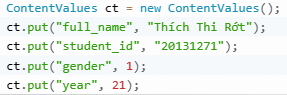 ContentValues ct = new ContentValues();
ct.put("full_name", "Thích Thi Rớt");
ct.put("student_id", "20131271");
ct.put("gender", 1);
ct.put("year", 21);